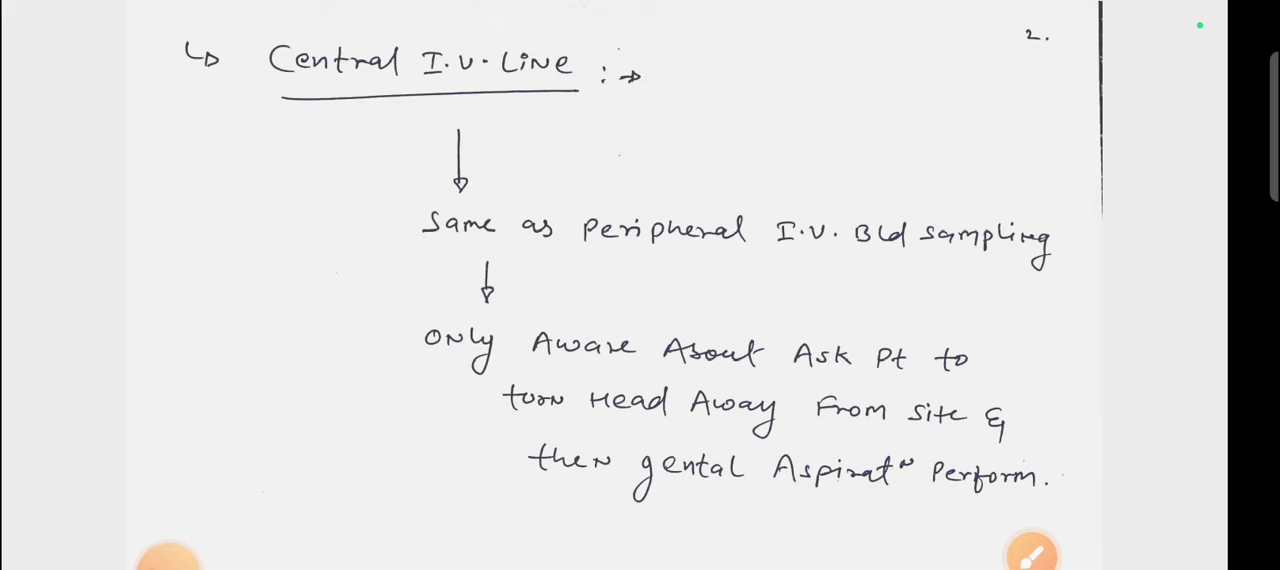 2.
↳ Central I.V. Line :→
Same as peripheral I.V. Bld sampling
Only Aware About Ask Pt to
turn Head Away From site &
then gental Aspiratⁿ Perform.